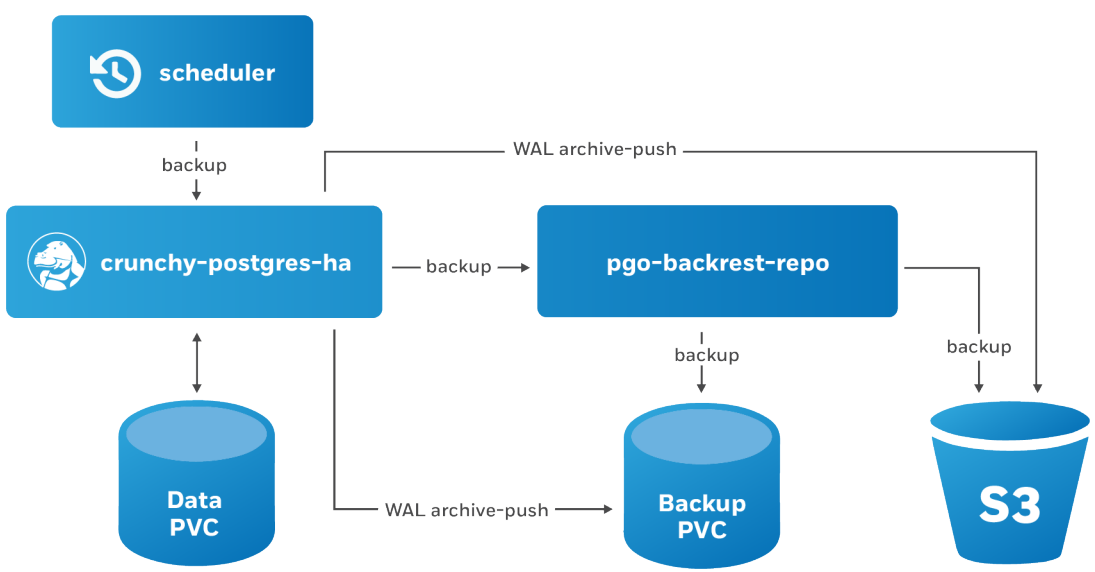 scheduler
backup
WAL archive-push
crunchy-postgres-ha
backup
pgo-backrest-repo
backup
backup
Data
PVC
WAL archive-push
Backup
PVC
S3